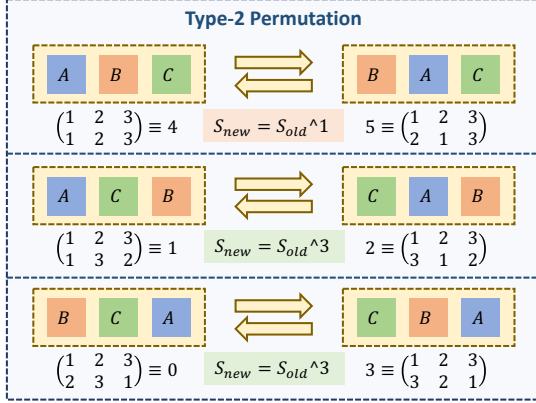 Type-2 Permutation
A B C B A C
(1 2 3
1 2 3) ≡ 4 S_new = S_old ^1 5 ≡ (1 2 3
2 1 3)
A C B C A B
(1 2 3
1 3 2) ≡ 1 S_new = S_old ^3 2 ≡ (1 2 3
3 1 2)
B C A C B A
(1 2 3
2 3 1) ≡ 0 S_new = S_old ^3 3 ≡ (1 2 3
3 2 1)